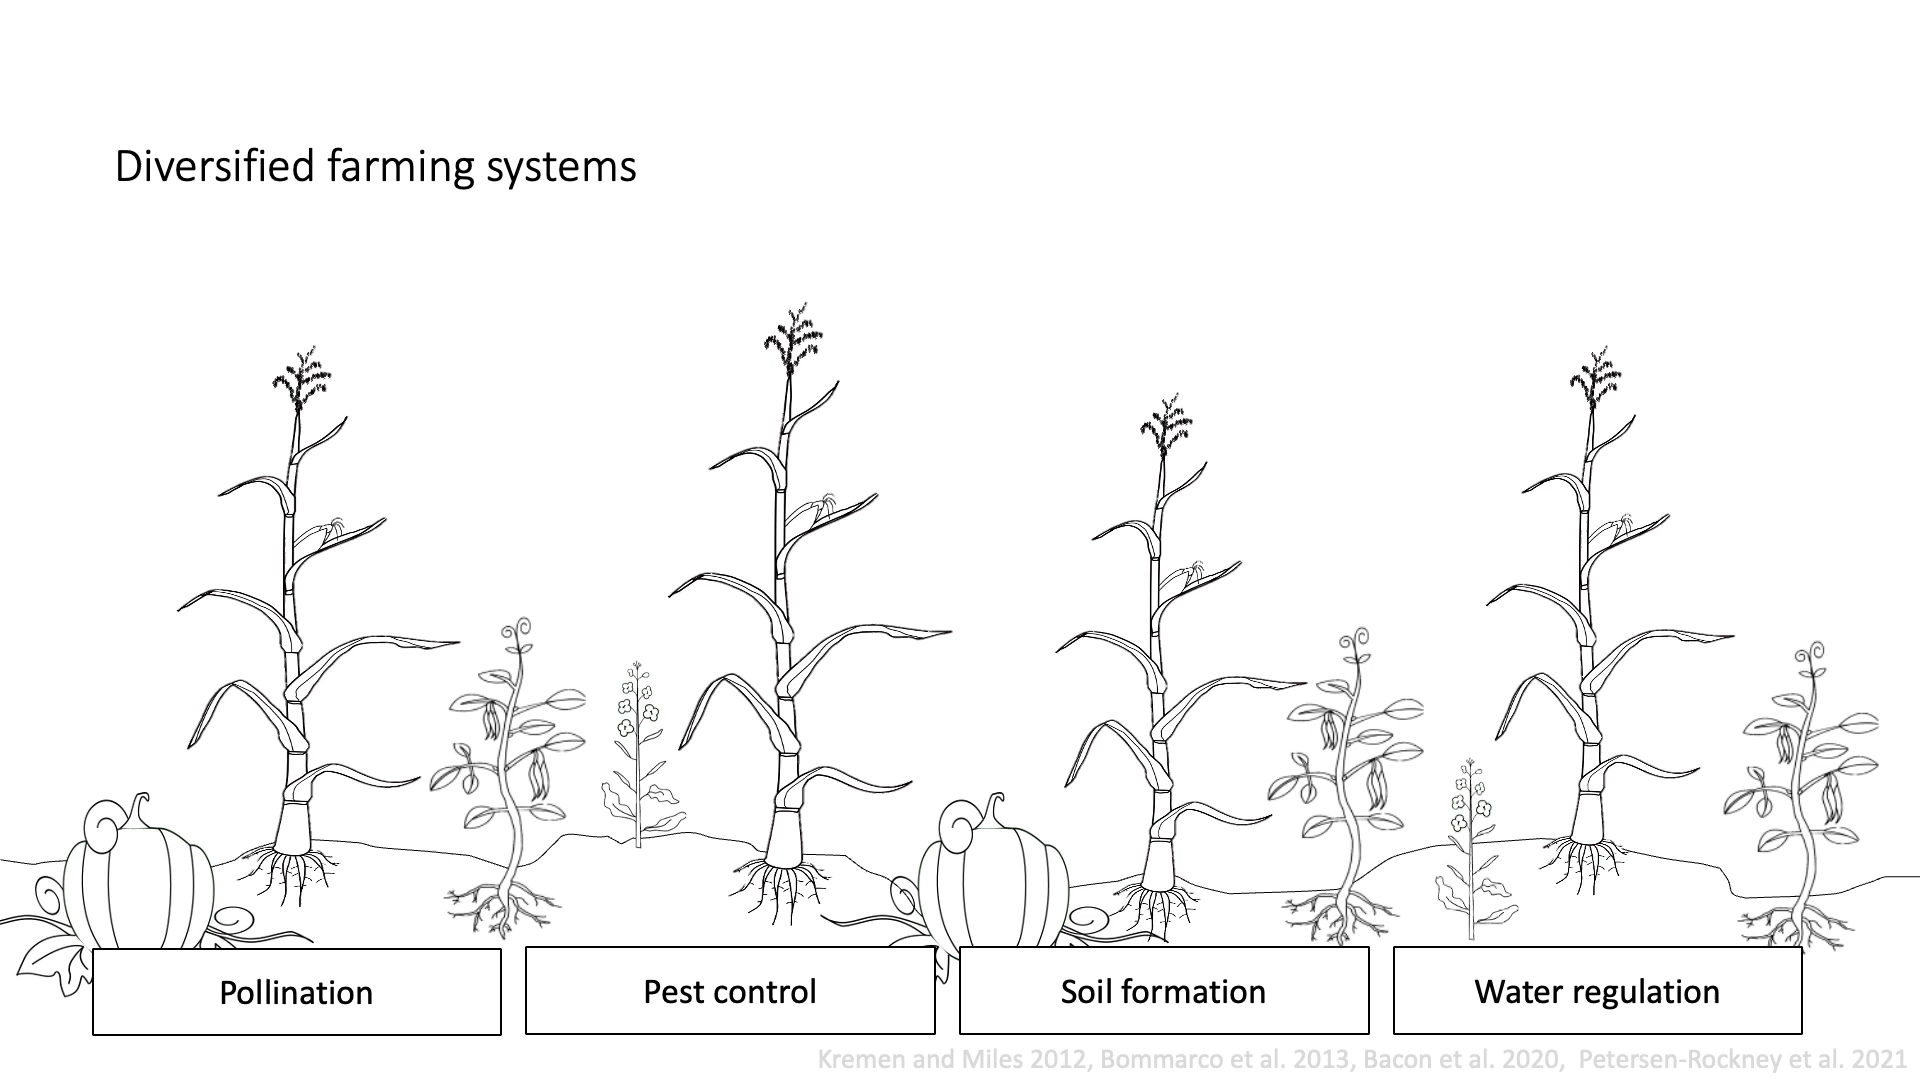 Diversified farming systems
Pollination
Pest control
Soil formation
Water regulation
Kremen and Miles 2012, Bommarco et al. 2013, Bacon et al. 2020,  Petersen-Rockney et al. 2021